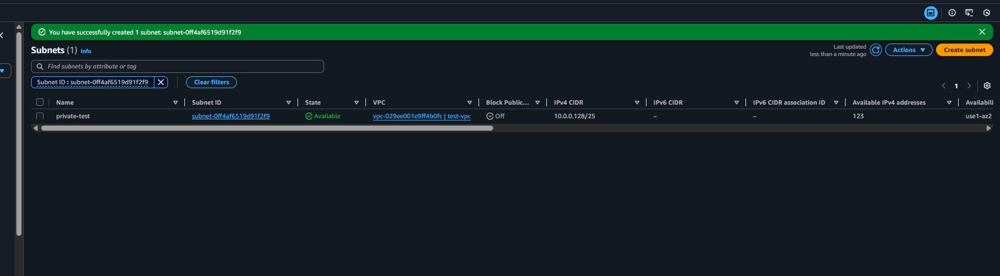 You have successfully created 1 subnet: subnet-0ff4af6519d91f2f9
Subnets (1) Info
Last updated
less than a minute ago
Actions
Create subnet
Find subnets by attribute or tag
Subnet ID : subnet-0ff4af6519d91f2f9
Clear filters
1
Name Subnet ID State VPC Block Public... IPv4 CIDR IPv6 CIDR IPv6 CIDR association ID Available IPv4 addresses Availabili
private-test subnet-0ff4af6519d91f2f9 Available vpc-029ee001e9ff4b0fc | test-vpc Off 10.0.0.128/25 – – 123 use1-az2